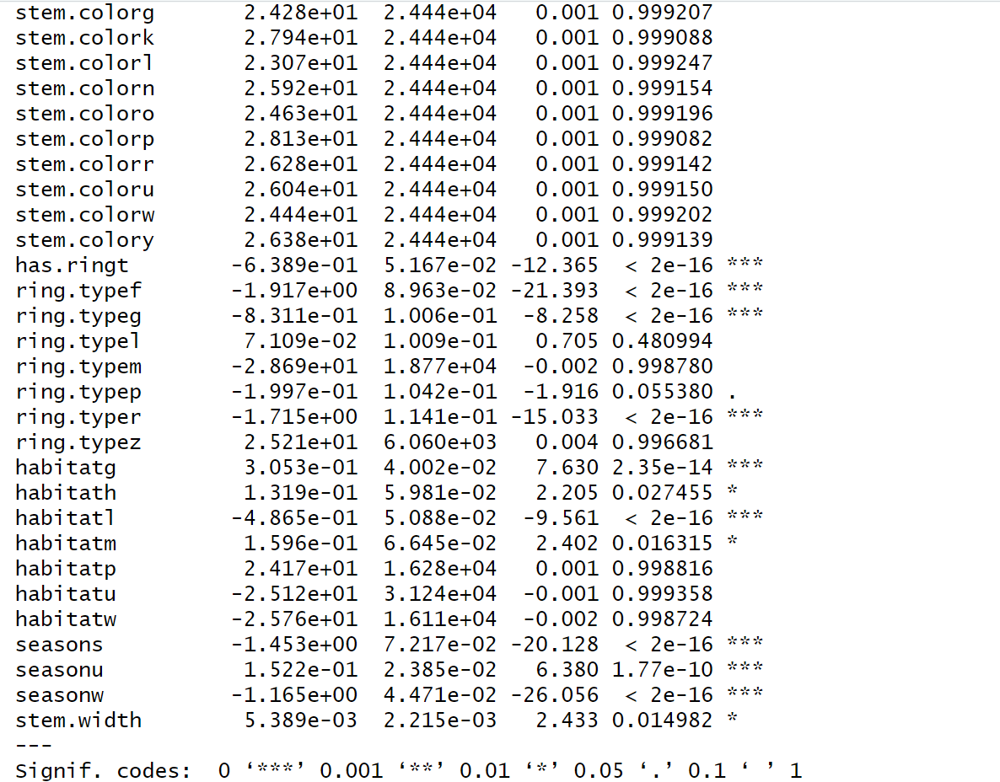 stem.colorg 2.428e+01 2.444e+04 0.001 0.999207
stem.colork 2.794e+01 2.444e+04 0.001 0.999088
stem.colorl 2.307e+01 2.444e+04 0.001 0.999247
stem.colorn 2.592e+01 2.444e+04 0.001 0.999154
stem.coloro 2.463e+01 2.444e+04 0.001 0.999196
stem.colorp 2.813e+01 2.444e+04 0.001 0.999082
stem.colorr 2.628e+01 2.444e+04 0.001 0.999142
stem.coloru 2.604e+01 2.444e+04 0.001 0.999150
stem.colorw 2.444e+01 2.444e+04 0.001 0.999202
stem.colory 2.638e+01 2.444e+04 0.001 0.999139
has.ringt -6.389e-01 5.167e-02 -12.365 < 2e-16 ***
ring.typef -1.917e+00 8.963e-02 -21.393 < 2e-16 ***
ring.typeg -8.311e-01 1.006e-01 -8.258 < 2e-16 ***
ring.typel 7.109e-02 1.009e-01 0.705 0.480994
ring.typem -2.869e+01 1.877e+04 -0.002 0.998780
ring.typep -1.997e-01 1.042e-01 -1.916 0.055380 .
ring.typer -1.715e+00 1.141e-01 -15.033 < 2e-16 ***
ring.typez 2.521e+01 6.060e+03 0.004 0.996681
habitatg 3.053e-01 4.002e-02 7.630 2.35e-14 ***
habitath 1.319e-01 5.981e-02 2.205 0.027455 *
habitatl -4.865e-01 5.088e-02 -9.561 < 2e-16 ***
habitatm 1.596e-01 6.645e-02 2.402 0.016315 *
habitatp 2.417e+01 1.628e+04 0.001 0.998816
habitatu -2.512e+01 3.124e+04 -0.001 0.999358
habitatw -2.576e+01 1.611e+04 -0.002 0.998724
seasons -1.453e+00 7.217e-02 -20.128 < 2e-16 ***
seasonu 1.522e-01 2.385e-02 6.380 1.77e-10 ***
seasonw -1.165e+00 4.471e-02 -26.056 < 2e-16 ***
stem.width 5.389e-03 2.215e-03 2.433 0.014982 *
---
Signif. codes: 0 ‘***’ 0.001 ‘**’ 0.01 ‘*’ 0.05 ‘.’ 0.1 ‘ ’ 1